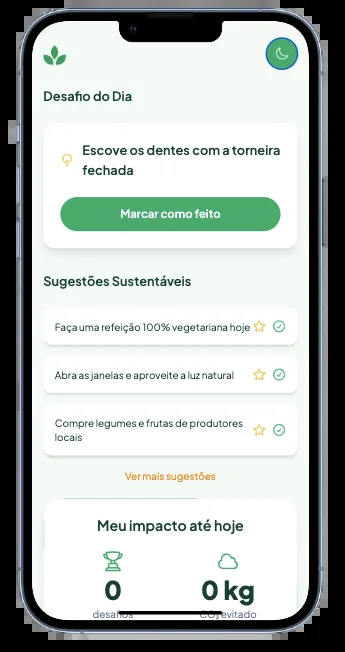 Desafio do Dia
Escove os dentes com a torneira
fechada
Marcar como feito
Sugestões Sustentáveis
Faça uma refeição 100% vegetariana hoje
Abra as janelas e aproveite a luz natural
Compre legumes e frutas de produtores
locais
Ver mais sugestões
Meu impacto até hoje
0 0 kg
desafios CO₂ evitado